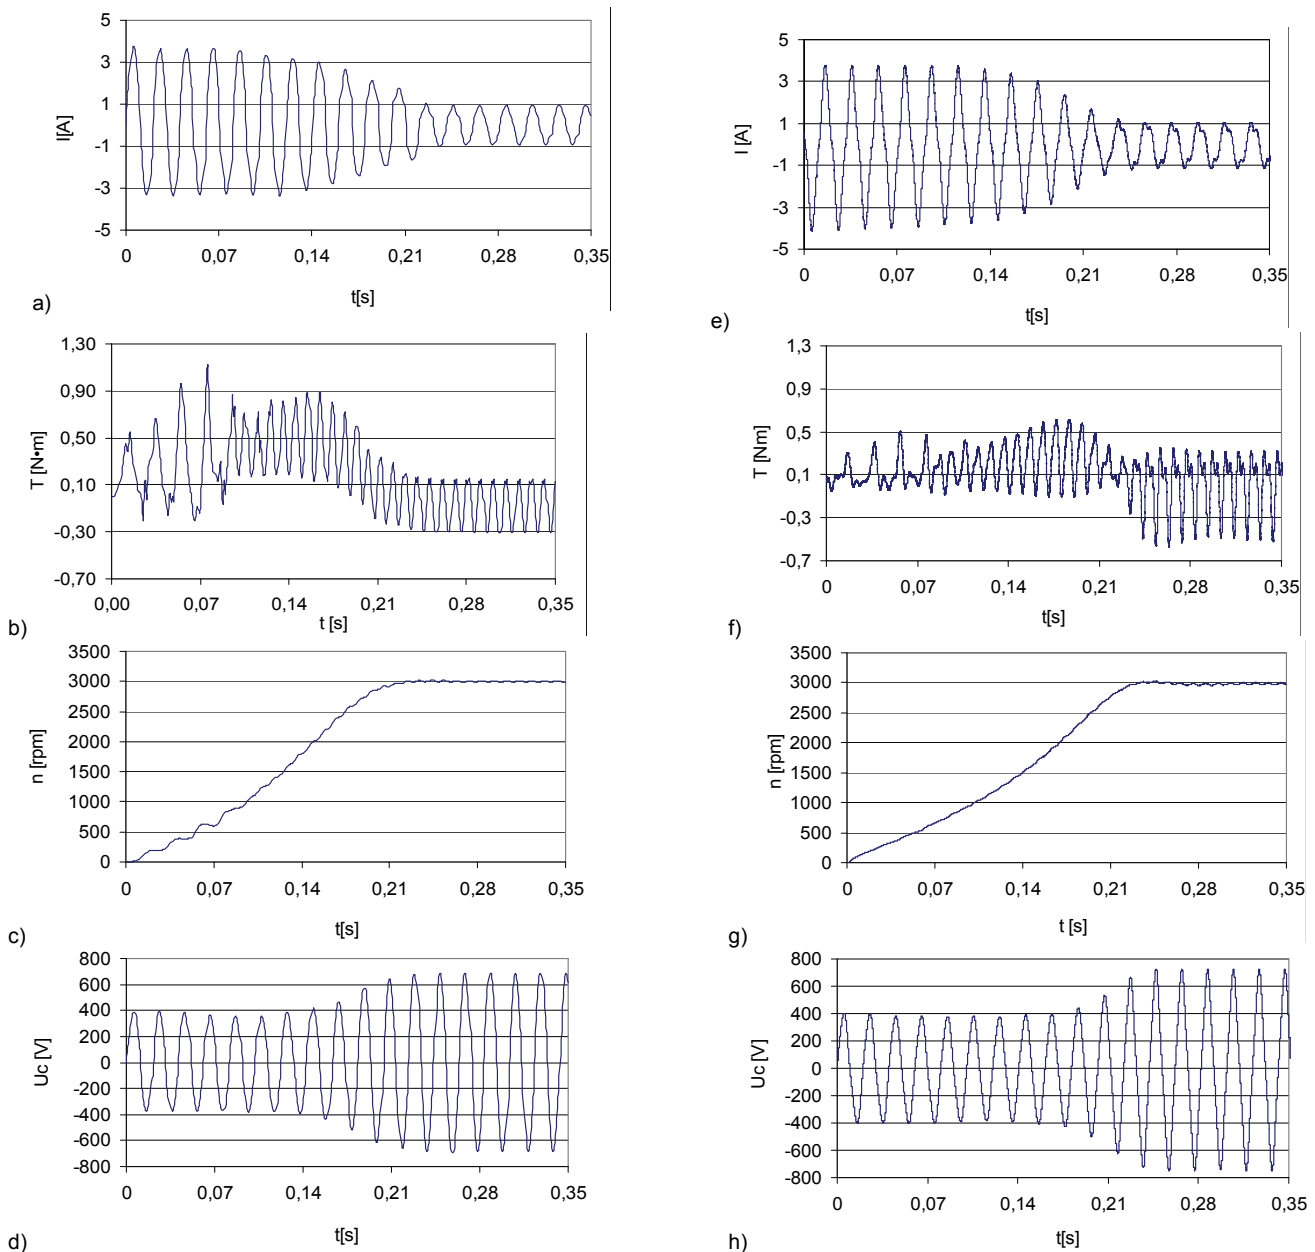 5
3
1
-1
-3
-5
I[A]
0 0,07 0,14 0,21 0,28 0,35
t[s]
a)
1,30
0,90
0,50
0,10
-0,30
-0,70
T [N•m]
0,00 0,07 0,14 0,21 0,28 0,35
t [s]
b)
3500
3000
2500
2000
1500
1000
500
0
n [rpm]
0 0,07 0,14 0,21 0,28 0,35
t[s]
c)
800
600
400
200
0
-200
-400
-600
-800
Uc [V]
0 0,07 0,14 0,21 0,28 0,35
t[s]
d)
5
3
1
-1
-3
-5
I [A]
0 0,07 0,14 0,21 0,28 0,35
t[s]
e)
1,3
0,9
0,5
0,1
-0,3
-0,7
T [Nm]
0 0,07 0,14 0,21 0,28 0,35
t[s]
f)
3500
3000
2500
2000
1500
1000
500
0
n [rpm]
0 0,07 0,14 0,21 0,28 0,35
t [s]
g)
800
600
400
200
0
-200
-400
-600
-800
Uc [V]
0 0,07 0,14 0,21 0,28 0,35
t[s]
h)